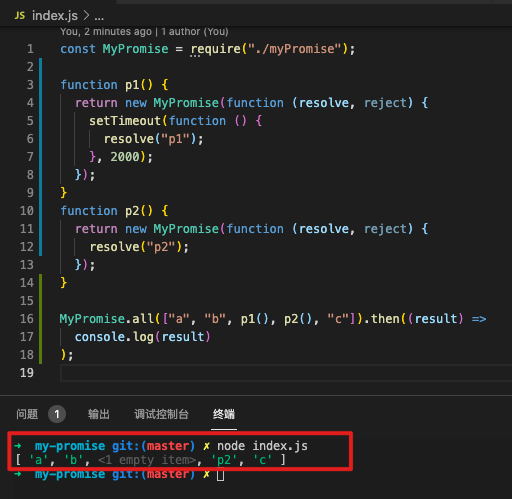 JS index.js > ...
You, 2 minutes ago | 1 author (You)
1 const MyPromise = require("./myPromise");
2
3 function p1() {
4   return new MyPromise(function (resolve, reject) {
5     setTimeout(function () {
6       resolve("p1");
7     }, 2000);
8   });
9 }
10 function p2() {
11   return new MyPromise(function (resolve, reject) {
12     resolve("p2");
13   });
14 }
15
16 MyPromise.all(["a", "b", p1(), p2(), "c"]).then((result) =>
17   console.log(result)
18 );
19
问题 1 输出 调试控制台 终端
➜ my-promise git:(master) ✗ node index.js
[ 'a', 'b', <1 empty item>, 'p2', 'c' ]
➜ my-promise git:(master) ✗